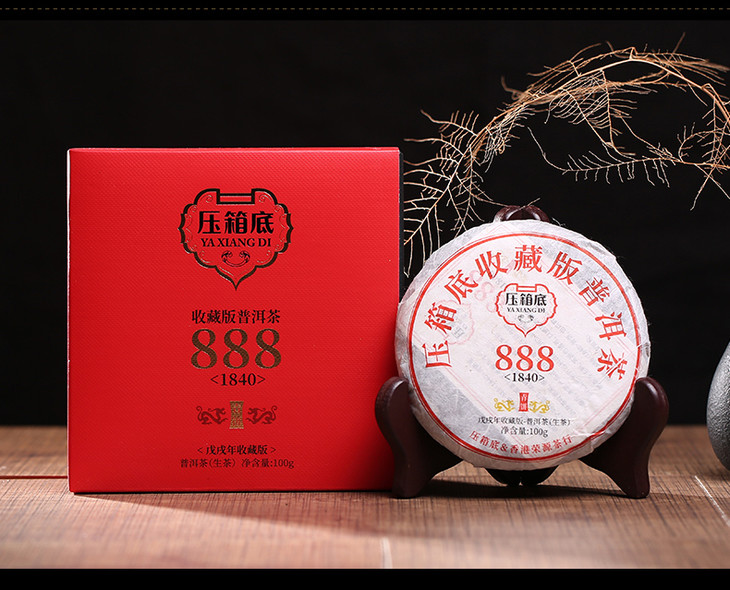 压箱底
YA XIANG DI
收藏版普洱茶
888
<1840>
<戊戌年收藏版>
普洱茶(生茶) 净含量:100g
压箱底收藏版普洱茶
压箱底
YA XIANG DI
888
<1840>
戊戌年收藏版·普洱茶(生茶)
净含量:100g
压箱底&香港荣源茶行